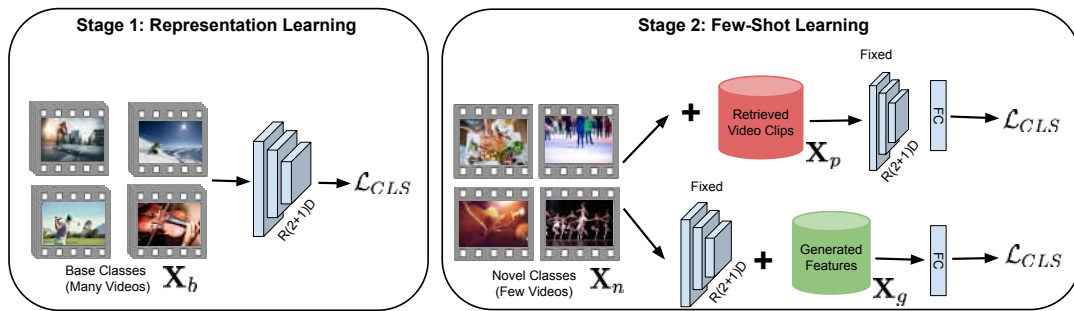 Stage 1: Representation Learning
R(2+1)D
ℒ_CLS
Base Classes
(Many Videos)
X_b
Stage 2: Few-Shot Learning
Novel Classes
(Few Videos)
X_n
+
Retrieved
Video Clips
X_p
Fixed
R(2+1)D
FC
ℒ_CLS
Fixed
R(2+1)D
+
Generated
Features
X_g
FC
ℒ_CLS